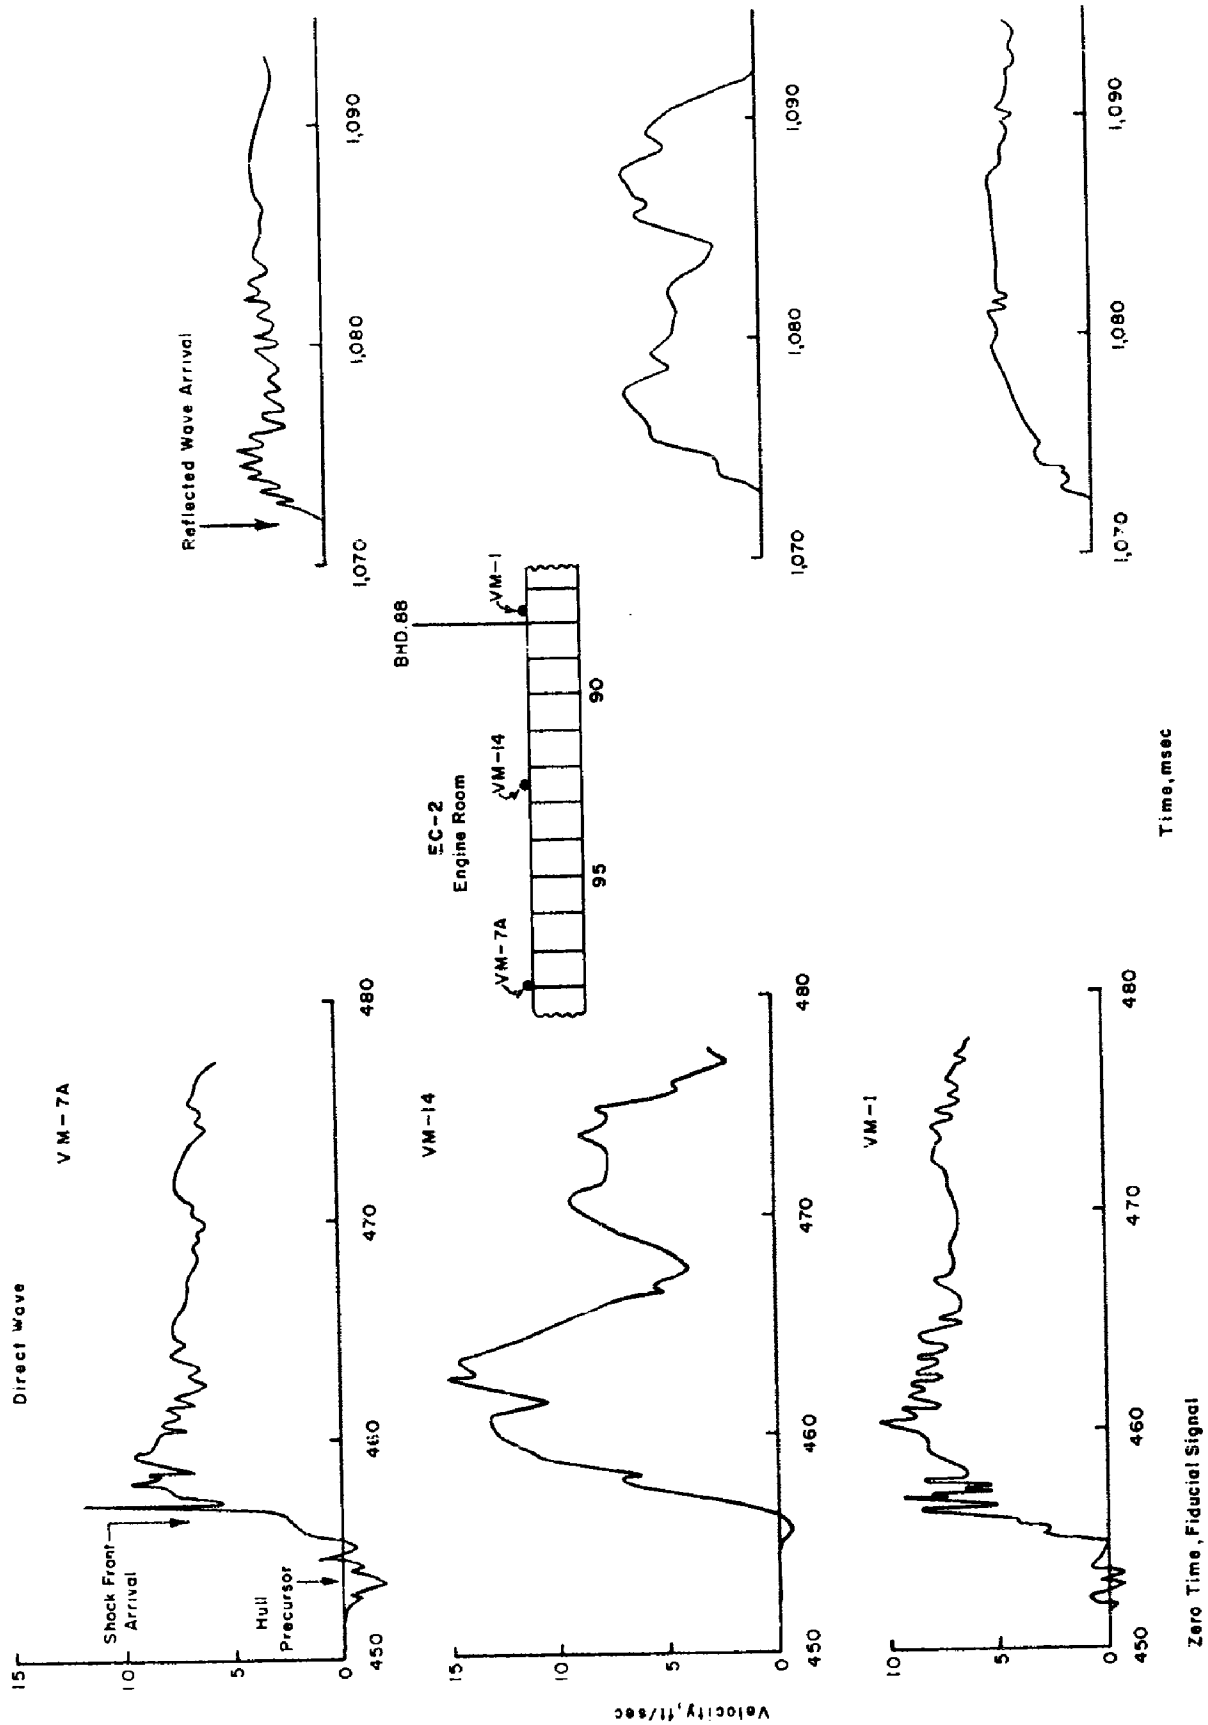 Direct Wave
VM-7A
15
10
5
0
450
460
470
480
Shock Front
Arrival
Hull
Precursor
Reflected Wave Arrival
1,070
1,080
1,090
VM-14
15
10
5
0
450
460
470
480
Velocity, ft/sec
1,070
1,080
1,090
EC-2
Engine Room
VM-7A
VM-14
VM-1
BHD. 88
95
90
VM-1
10
5
0
450
460
470
480
1,070
1,080
1,090
Zero Time, Fiducial Signal
Time, msec